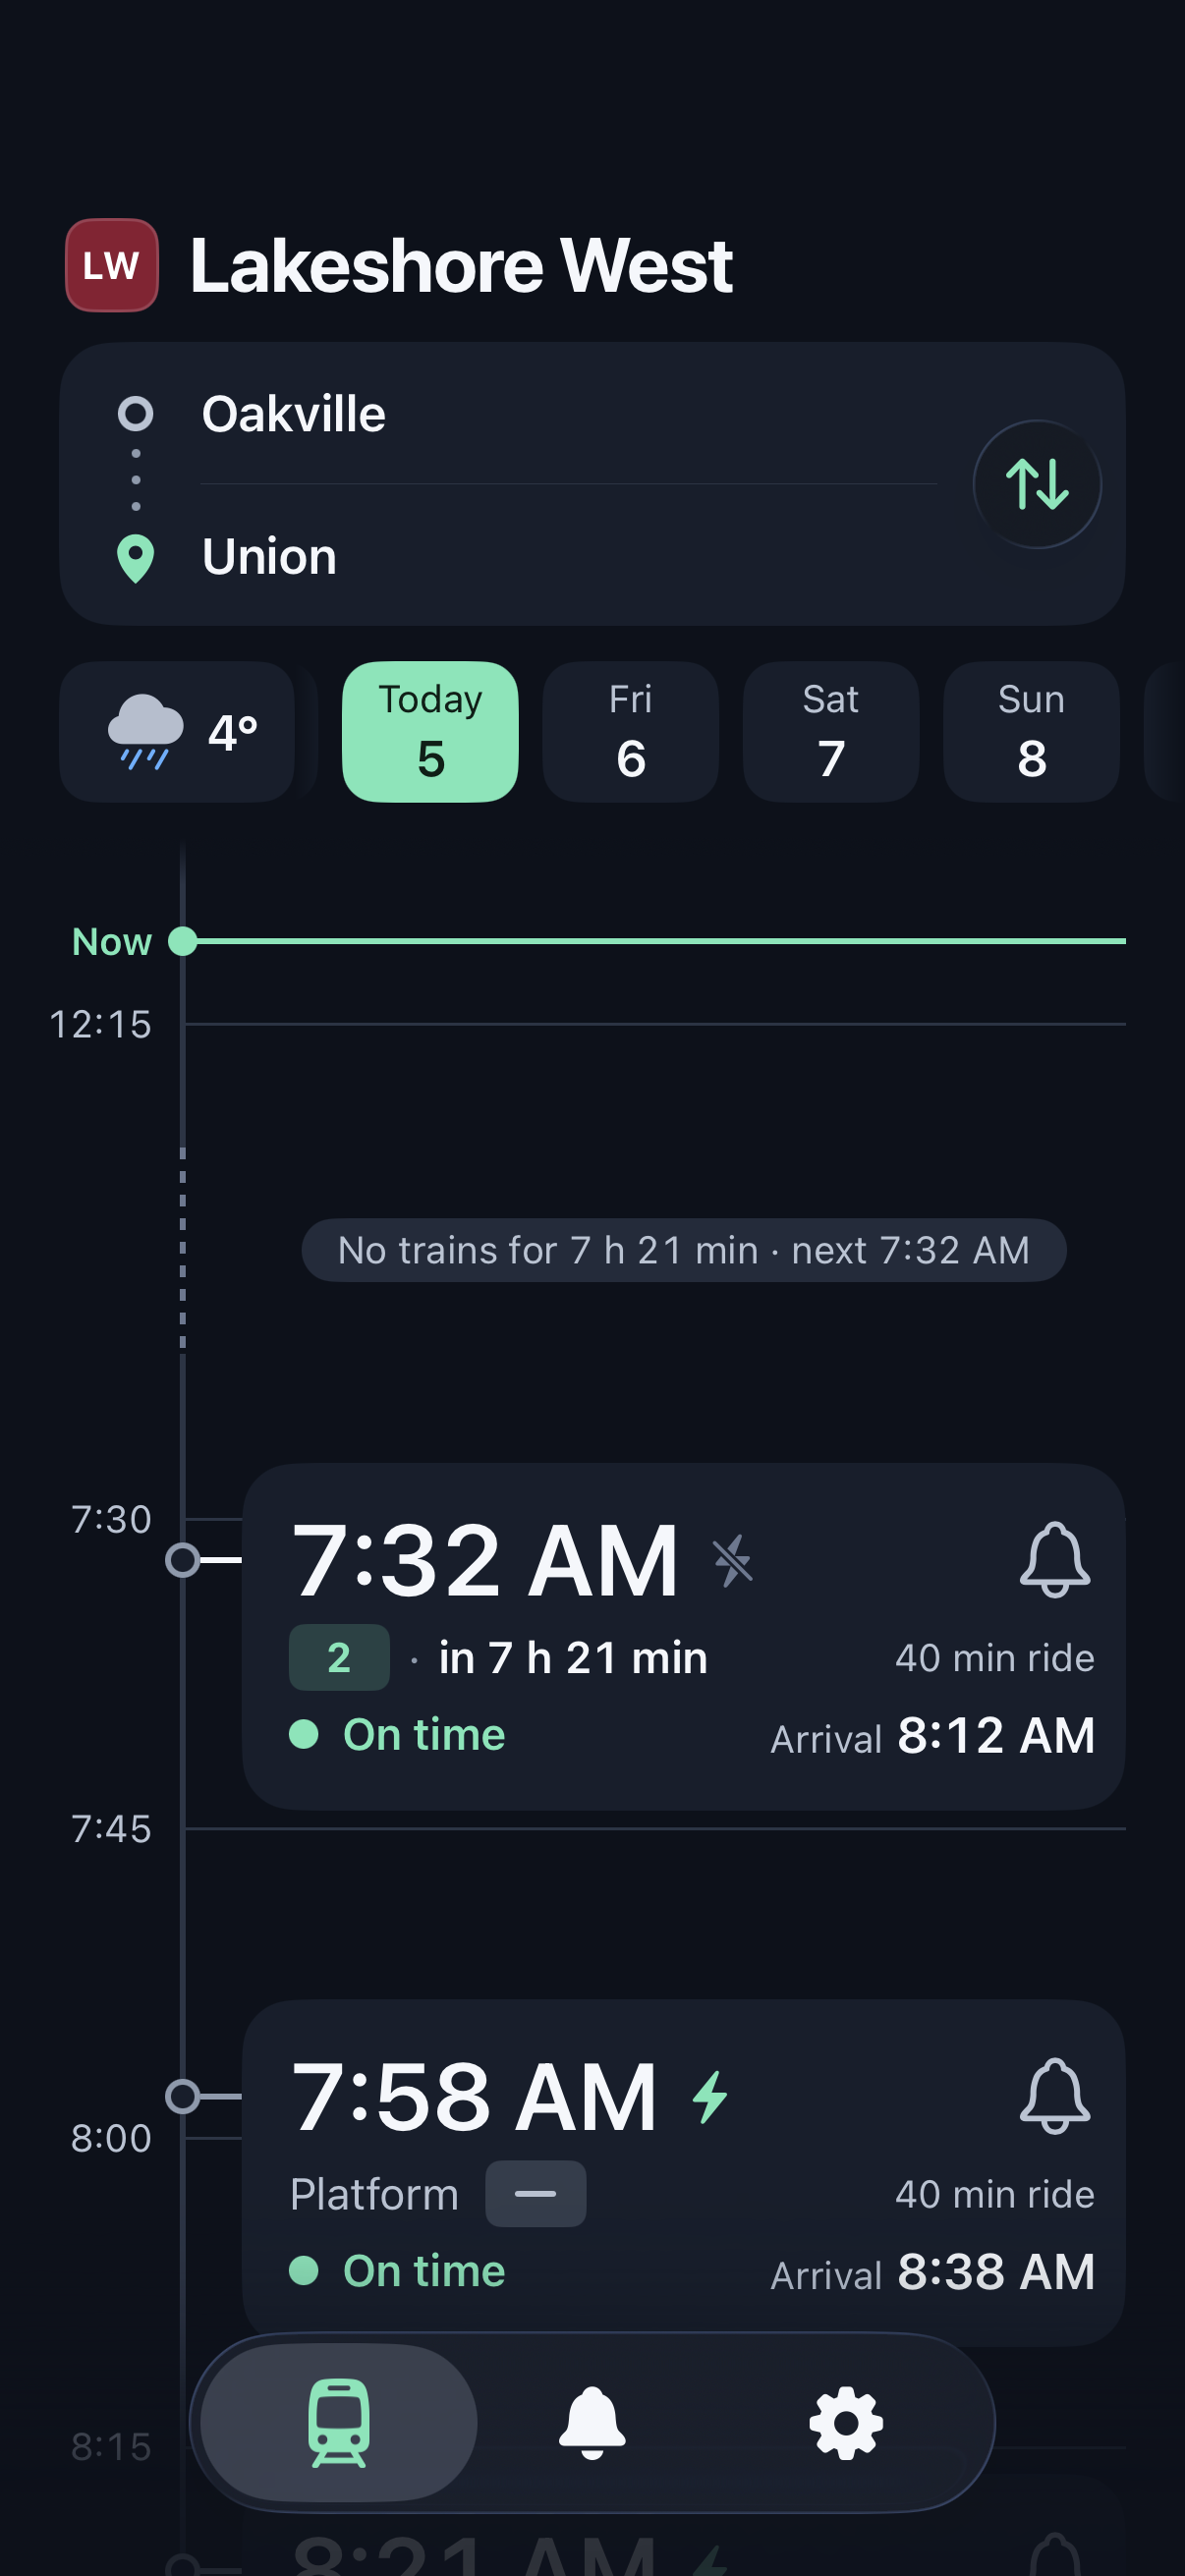 LW Lakeshore West
Oakville
Union
4°
Today
5
Fri
6
Sat
7
Sun
8
Now
12:15
No trains for 7 h 21 min · next 7:32 AM
7:30
7:32 AM
2 · in 7 h 21 min
40 min ride
On time
Arrival 8:12 AM
7:45
7:58 AM
8:00
Platform —
40 min ride
On time
Arrival 8:38 AM
8:15
8:21 AM